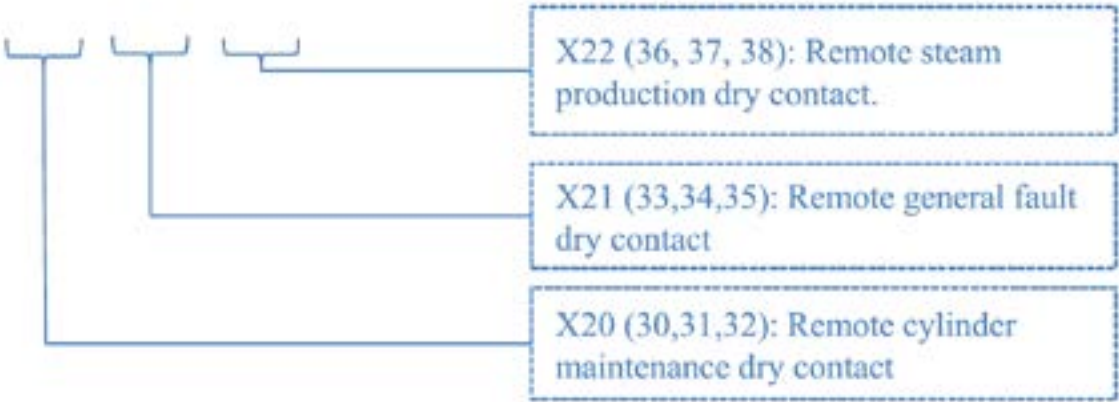 X22 (36, 37, 38): Remote steam
production dry contact.
X21 (33,34,35): Remote general fault
dry contact
X20 (30,31,32): Remote cylinder
maintenance dry contact